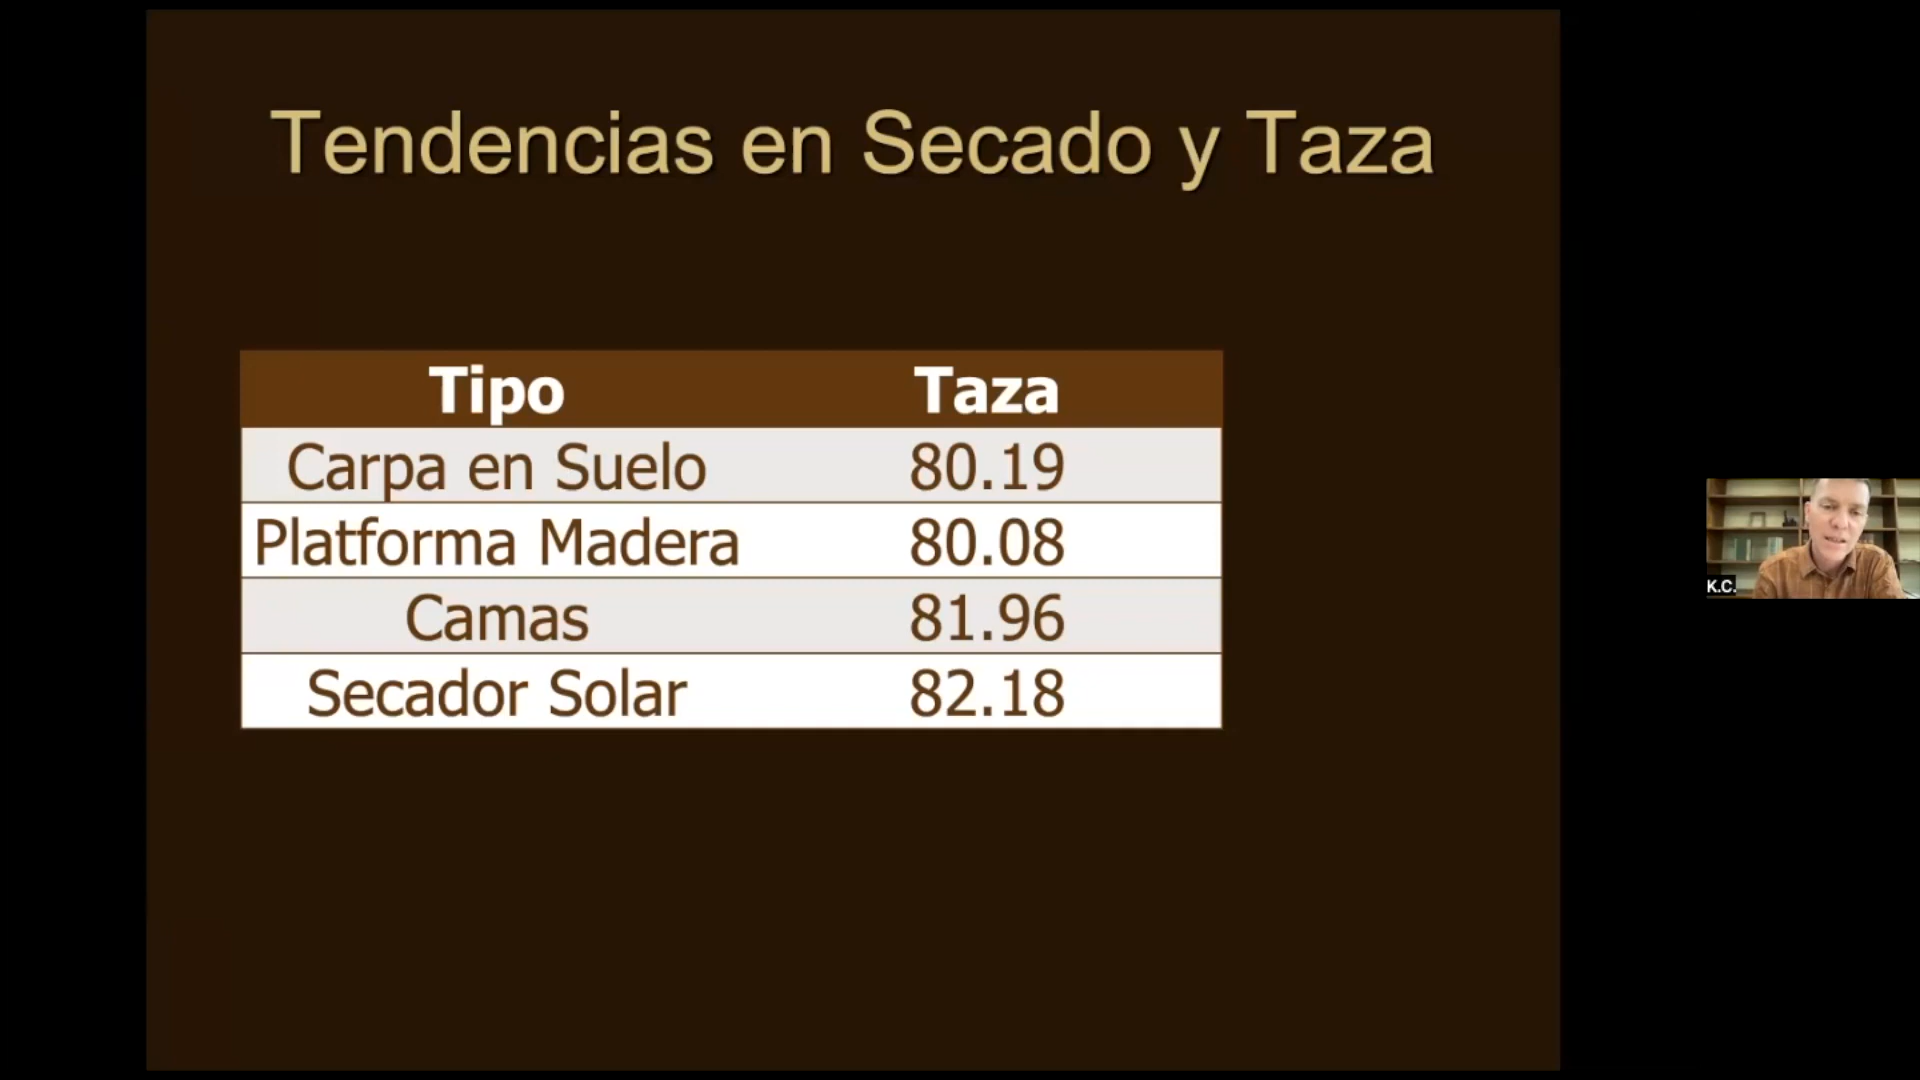 Tendencias en Secado y Taza
Tipo Taza
Carpa en Suelo 80.19
Platforma Madera 80.08
Camas 81.96
Secador Solar 82.18
K.C.